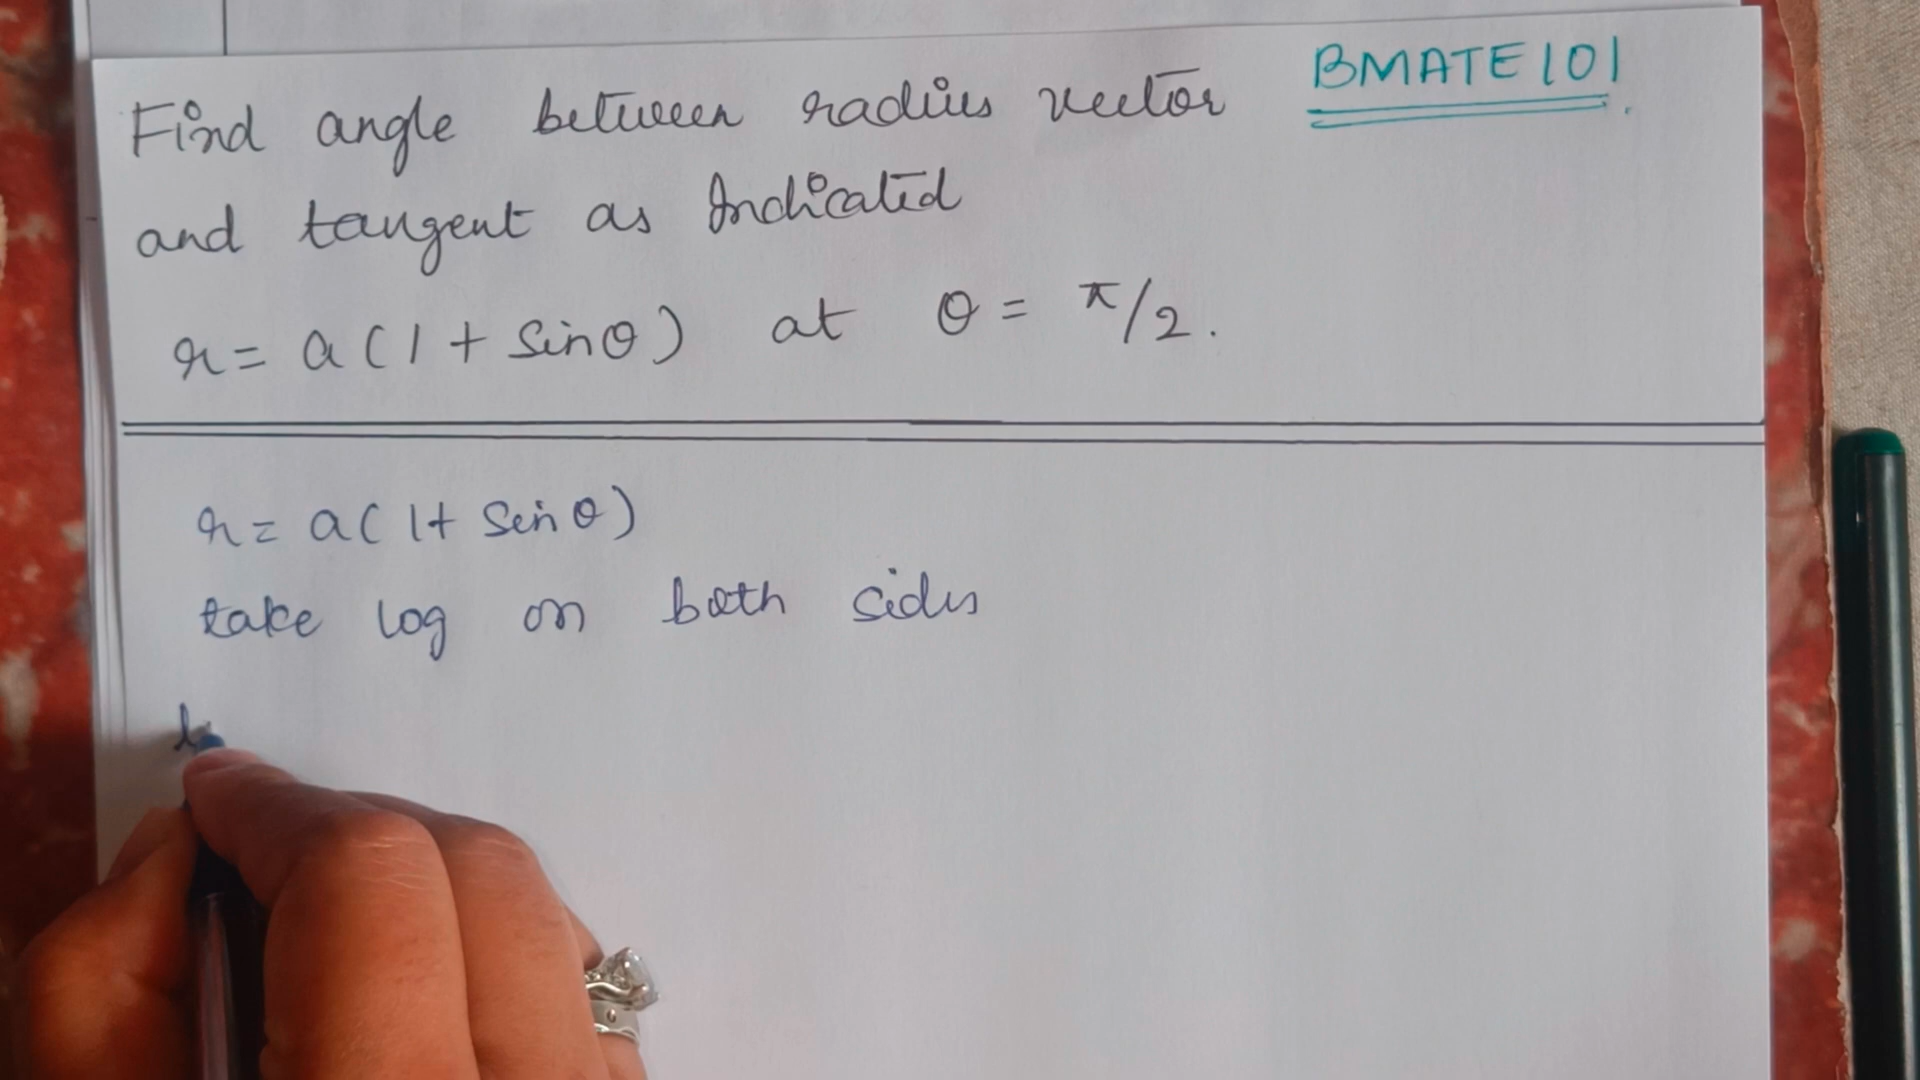 Find angle between radius vector BMATE101.
and tangent as Indicated
r = a(1 + Sinθ) at θ = π/2.
r = a(1+ Sinθ)
take log on both sides